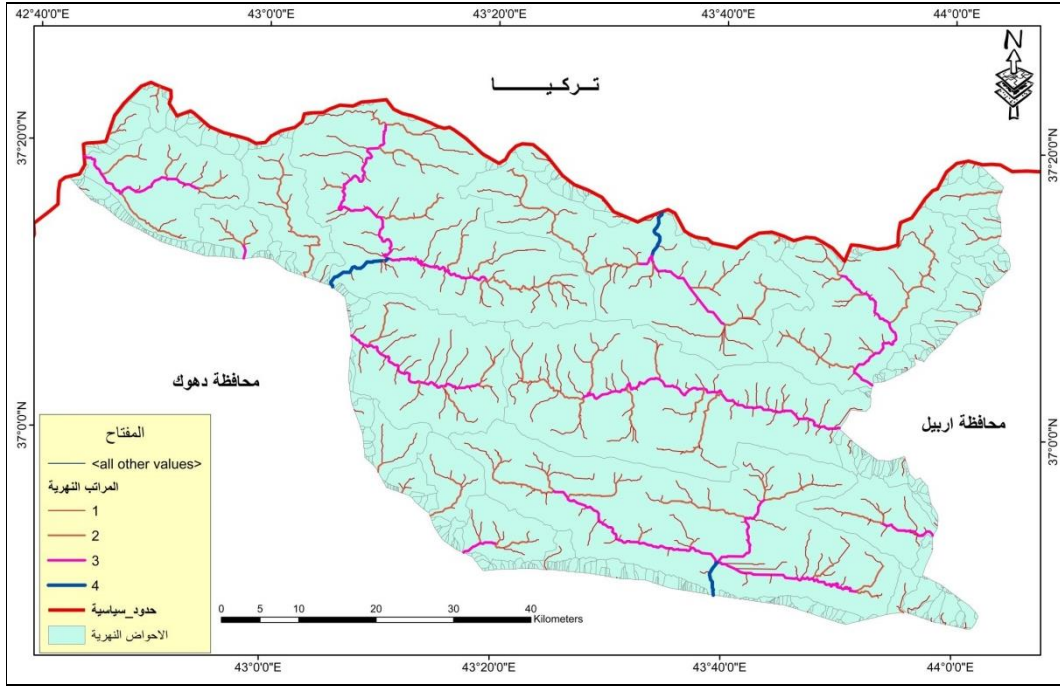 42°40'0"E 43°0'0"E 43°20'0"E 43°40'0"E 44°0'0"E
N
تـركـيـــــــا
37°20'0"N
37°20'0"N
محافظة دهوك
محافظة اربيل
37°0'0"N
37°0'0"N
المفتاح
<all other values>
المراتب النهرية
1
2
3
4
حدود_سياسية
الاحواض النهرية
0 5 10 20 30 40
Kilometers
43°0'0"E 43°20'0"E 43°40'0"E 44°0'0"E